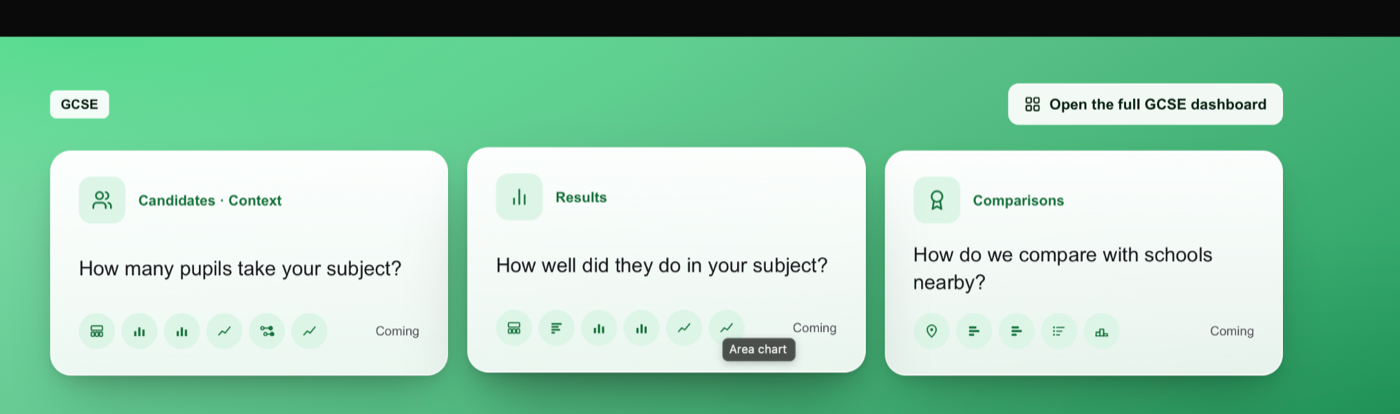 GCSE
Open the full GCSE dashboard
Candidates · Context
How many pupils take your subject?
Coming
Results
How well did they do in your subject?
Coming
Area chart
Comparisons
How do we compare with schools
nearby?
Coming